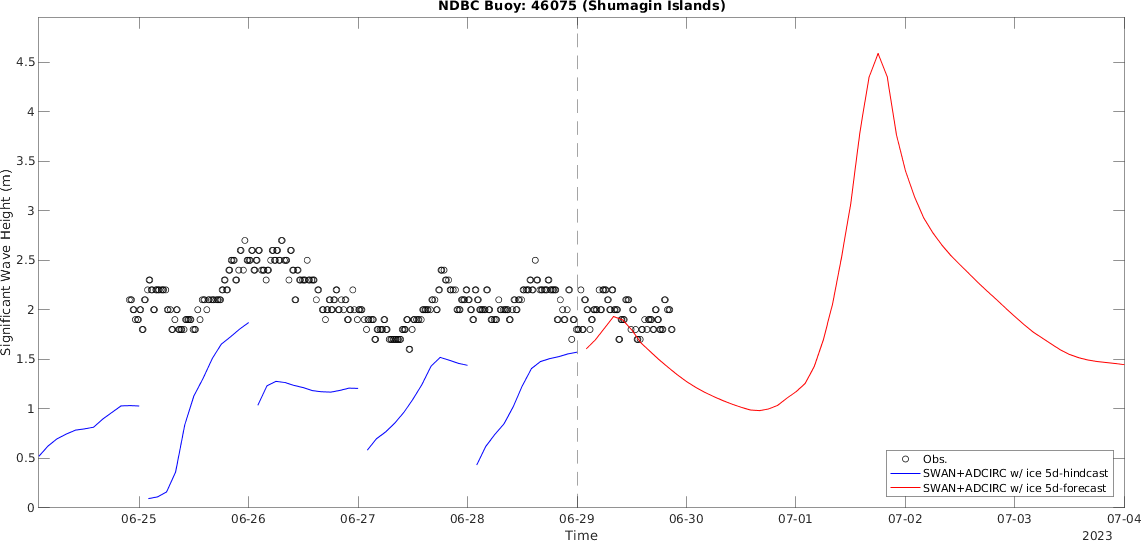 NDBC Buoy: 46075 (Shumagin Islands)
Significant Wave Height (m)
4.5
4
3.5
3
2.5
2
1.5
1
0.5
0
Obs.
SWAN+ADCIRC w/ ice 5d-hindcast
SWAN+ADCIRC w/ ice 5d-forecast
06-25 06-26 06-27 06-28 06-29 06-30 07-01 07-02 07-03 07-04
Time
2023